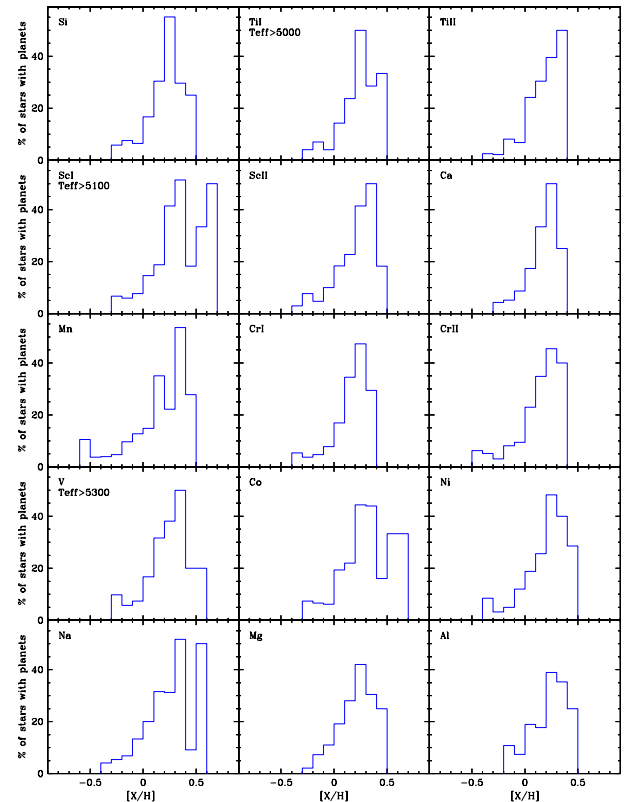 Si
TiI
Teff>5000
TiII
% of stars with planets
40
20
0
ScI
Teff>5100
ScII
Ca
% of stars with planets
40
20
0
Mn
CrI
CrII
% of stars with planets
40
20
0
V
Teff>5300
Co
Ni
% of stars with planets
40
20
0
Na
Mg
Al
% of stars with planets
40
20
0
−0.5 0 0.5
−0.5 0 0.5
−0.5 0 0.5
[X/H] [X/H] [X/H]